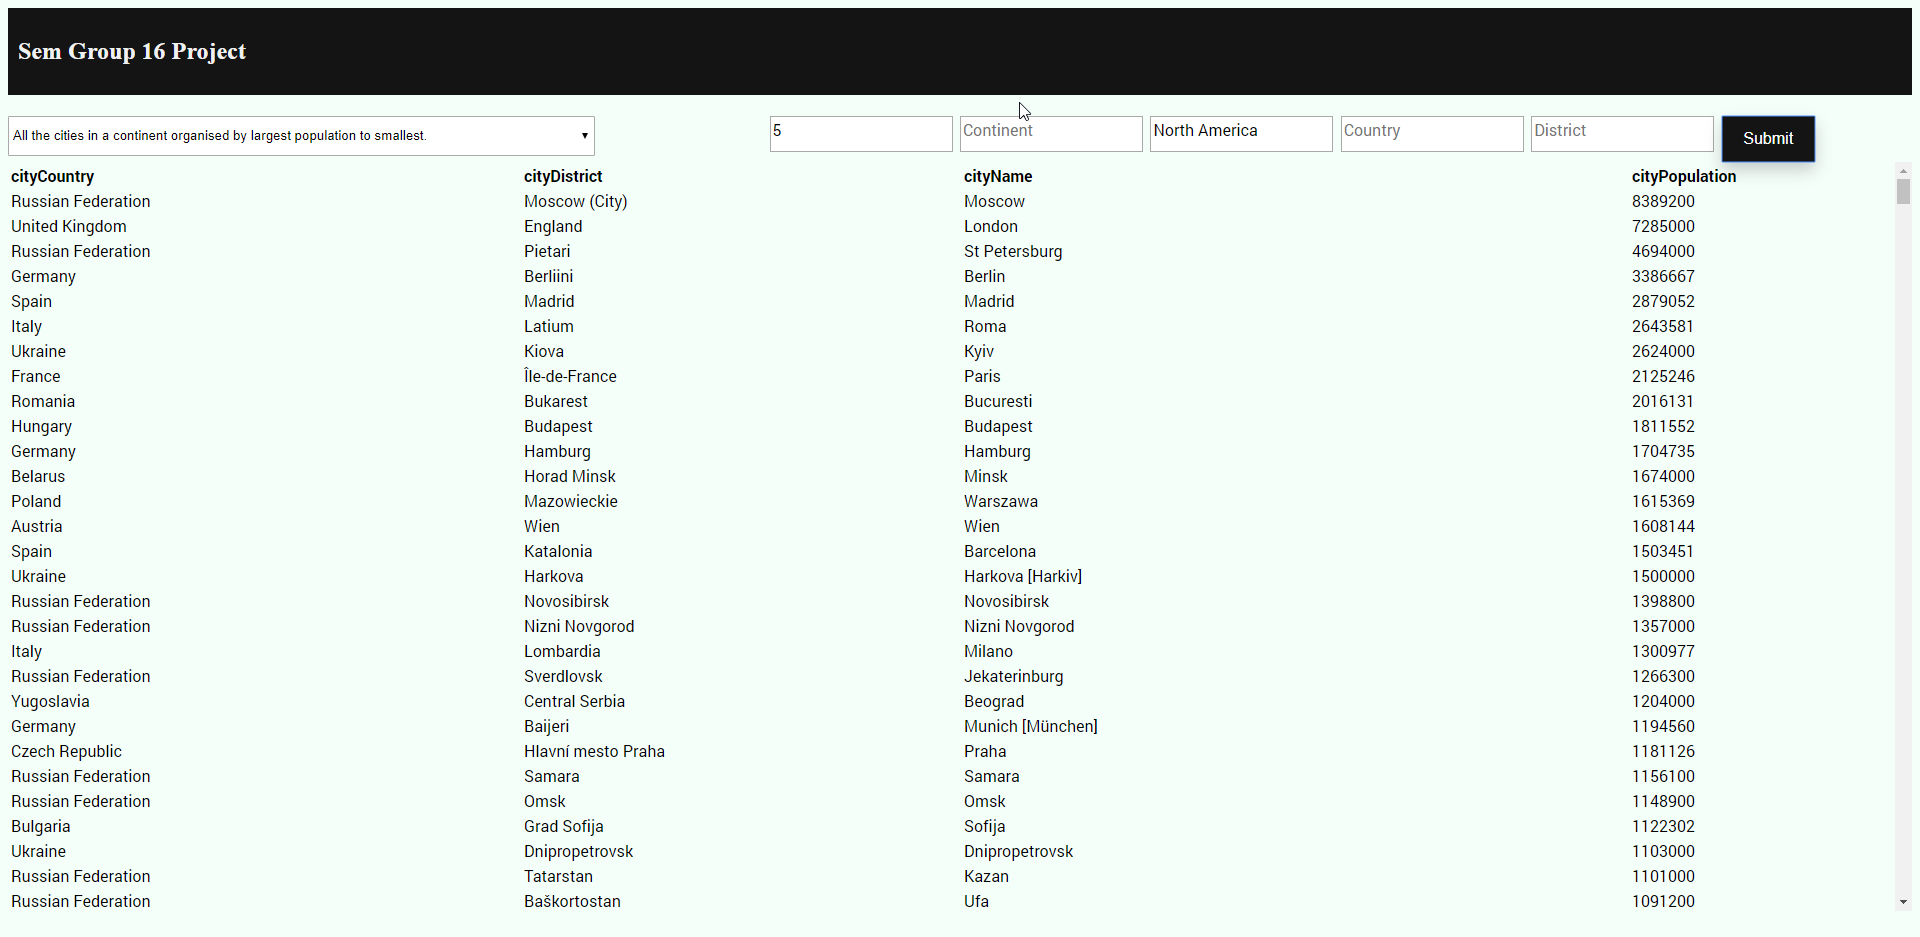 Sem Group 16 Project
All the cities in a continent organised by largest population to smallest. 5 Continent North America Country District Submit
cityCountry cityDistrict cityName cityPopulation
Russian Federation Moscow (City) Moscow 8389200
United Kingdom England London 7285000
Russian Federation Pietari St Petersburg 4694000
Germany Berliini Berlin 3386667
Spain Madrid Madrid 2879052
Italy Latium Roma 2643581
Ukraine Kiova Kyiv 2624000
France Île-de-France Paris 2125246
Romania Bukarest Bucuresti 2016131
Hungary Budapest Budapest 1811552
Germany Hamburg Hamburg 1704735
Belarus Horad Minsk Minsk 1674000
Poland Mazowieckie Warszawa 1615369
Austria Wien Wien 1608144
Spain Katalonia Barcelona 1503451
Ukraine Harkova Harkova [Harkiv] 1500000
Russian Federation Novosibirsk Novosibirsk 1398800
Russian Federation Nizni Novgorod Nizni Novgorod 1357000
Italy Lombardia Milano 1300977
Russian Federation Sverdlovsk Jekaterinburg 1266300
Yugoslavia Central Serbia Beograd 1204000
Germany Baijeri Munich [München] 1194560
Czech Republic Hlavní mesto Praha Praha 1181126
Russian Federation Samara Samara 1156100
Russian Federation Omsk Omsk 1148900
Bulgaria Grad Sofija Sofija 1122302
Ukraine Dnipropetrovsk Dnipropetrovsk 1103000
Russian Federation Tatarstan Kazan 1101000
Russian Federation Baškortostan Ufa 1091200